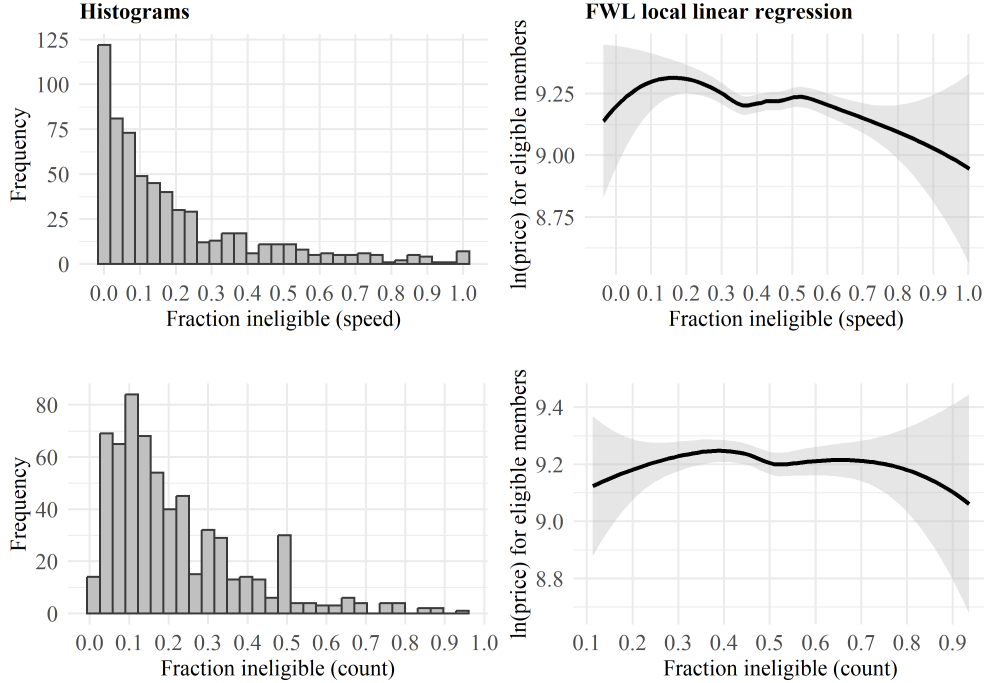 Histograms
FWL local linear regression
Frequency
125
100
75
50
25
0
0.0 0.1 0.2 0.3 0.4 0.5 0.6 0.7 0.8 0.9 1.0
Fraction ineligible (speed)
ln(price) for eligible members
9.25
9.00
8.75
0.0 0.1 0.2 0.3 0.4 0.5 0.6 0.7 0.8 0.9 1.0
Fraction ineligible (speed)
Frequency
80
60
40
20
0
0.0 0.1 0.2 0.3 0.4 0.5 0.6 0.7 0.8 0.9 1.0
Fraction ineligible (count)
ln(price) for eligible members
9.4
9.2
9.0
8.8
0.1 0.2 0.3 0.4 0.5 0.6 0.7 0.8 0.9
Fraction ineligible (count)